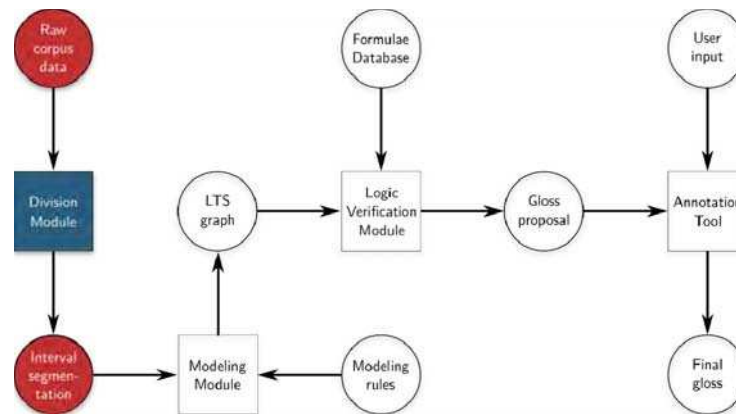 Raw
corpus
data
Formulae
Database
User
input
Division
Module
LTS
graph
Logic
Verification
Module
Gloss
proposal
Annotation
Tool
Interval
segmen-
tation
Modeling
Module
Modeling
rules
Final
gloss